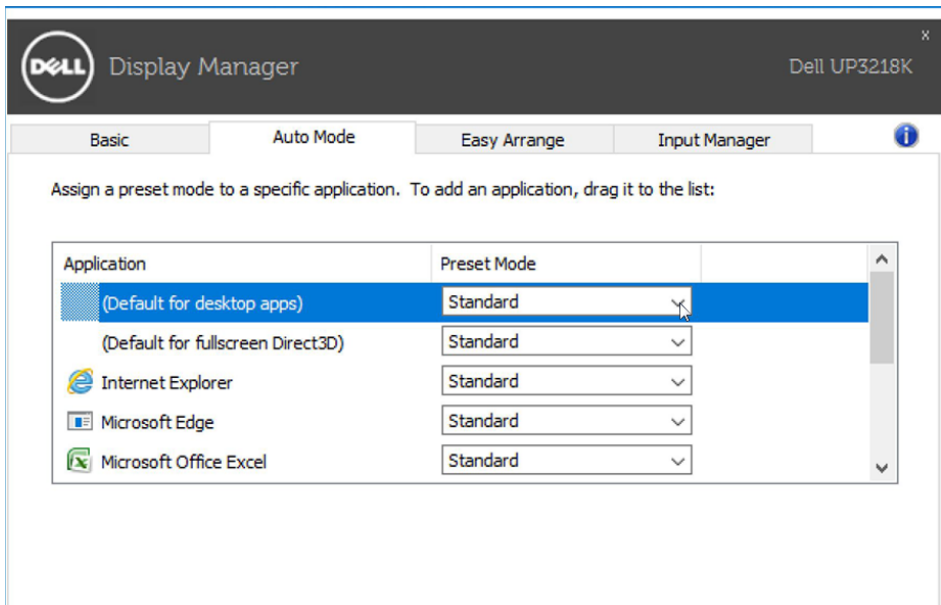 x
DELL Display Manager Dell UP3218K
Basic Auto Mode Easy Arrange Input Manager i
Assign a preset mode to a specific application. To add an application, drag it to the list:
Application Preset Mode
(Default for desktop apps) Standard
(Default for fullscreen Direct3D) Standard
Internet Explorer Standard
Microsoft Edge Standard
Microsoft Office Excel Standard